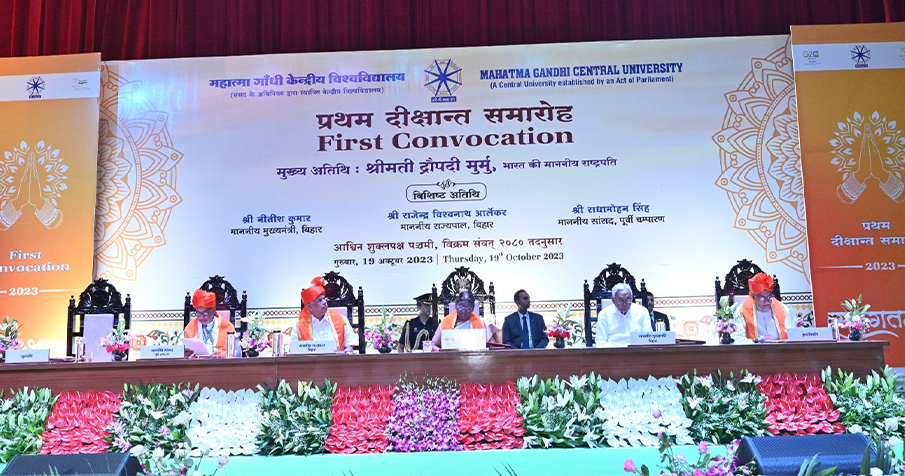 महात्मा गाँधी केन्द्रीय विश्वविद्यालय
(संसद के अधिनियम द्वारा स्थापित केन्द्रीय विश्वविद्यालय)
MAHATMA GANDHI CENTRAL UNIVERSITY
(A Central University established by an Act of Parliament)
प्रथम दीक्षान्त समारोह
First Convocation
मुख्य अतिथि : श्रीमती द्रौपदी मुर्मु, भारत की माननीय राष्ट्रपति
विशिष्ट अतिथि
श्री नीतीश कुमार
माननीय मुख्यमंत्री, बिहार
श्री राजेन्द्र विश्वनाथ आर्लेकर
माननीय राज्यपाल, बिहार
श्री राधामोहन सिंह
माननीय सांसद, पूर्वी चम्पारण
आश्विन शुक्लपक्ष पञ्चमी, विक्रम संवत् २०८० तदनुसार
गुरुवार, 19 अक्टूबर 2023 | Thursday, 19th October 2023
First
Convocation
2023
G20
प्रथम
दीक्षान्त समा
2023